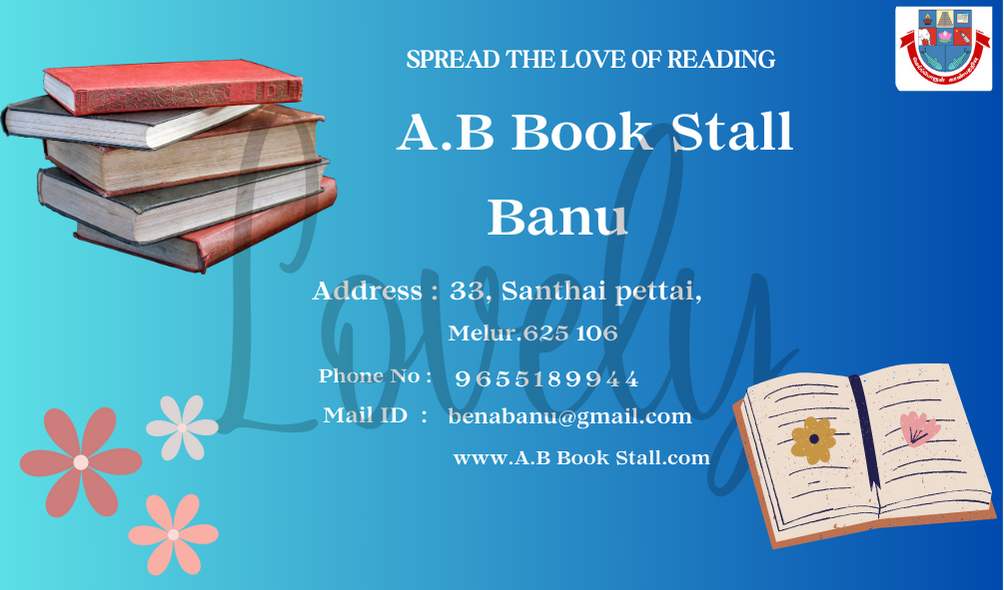 SPREAD THE LOVE OF READING
A.B Book Stall
Banu
Address : 33, Santhai pettai,
Melur.625 106
Phone No : 9655189944
Mail ID : benabanu@gmail.com
www.A.B Book Stall.com
Lovely